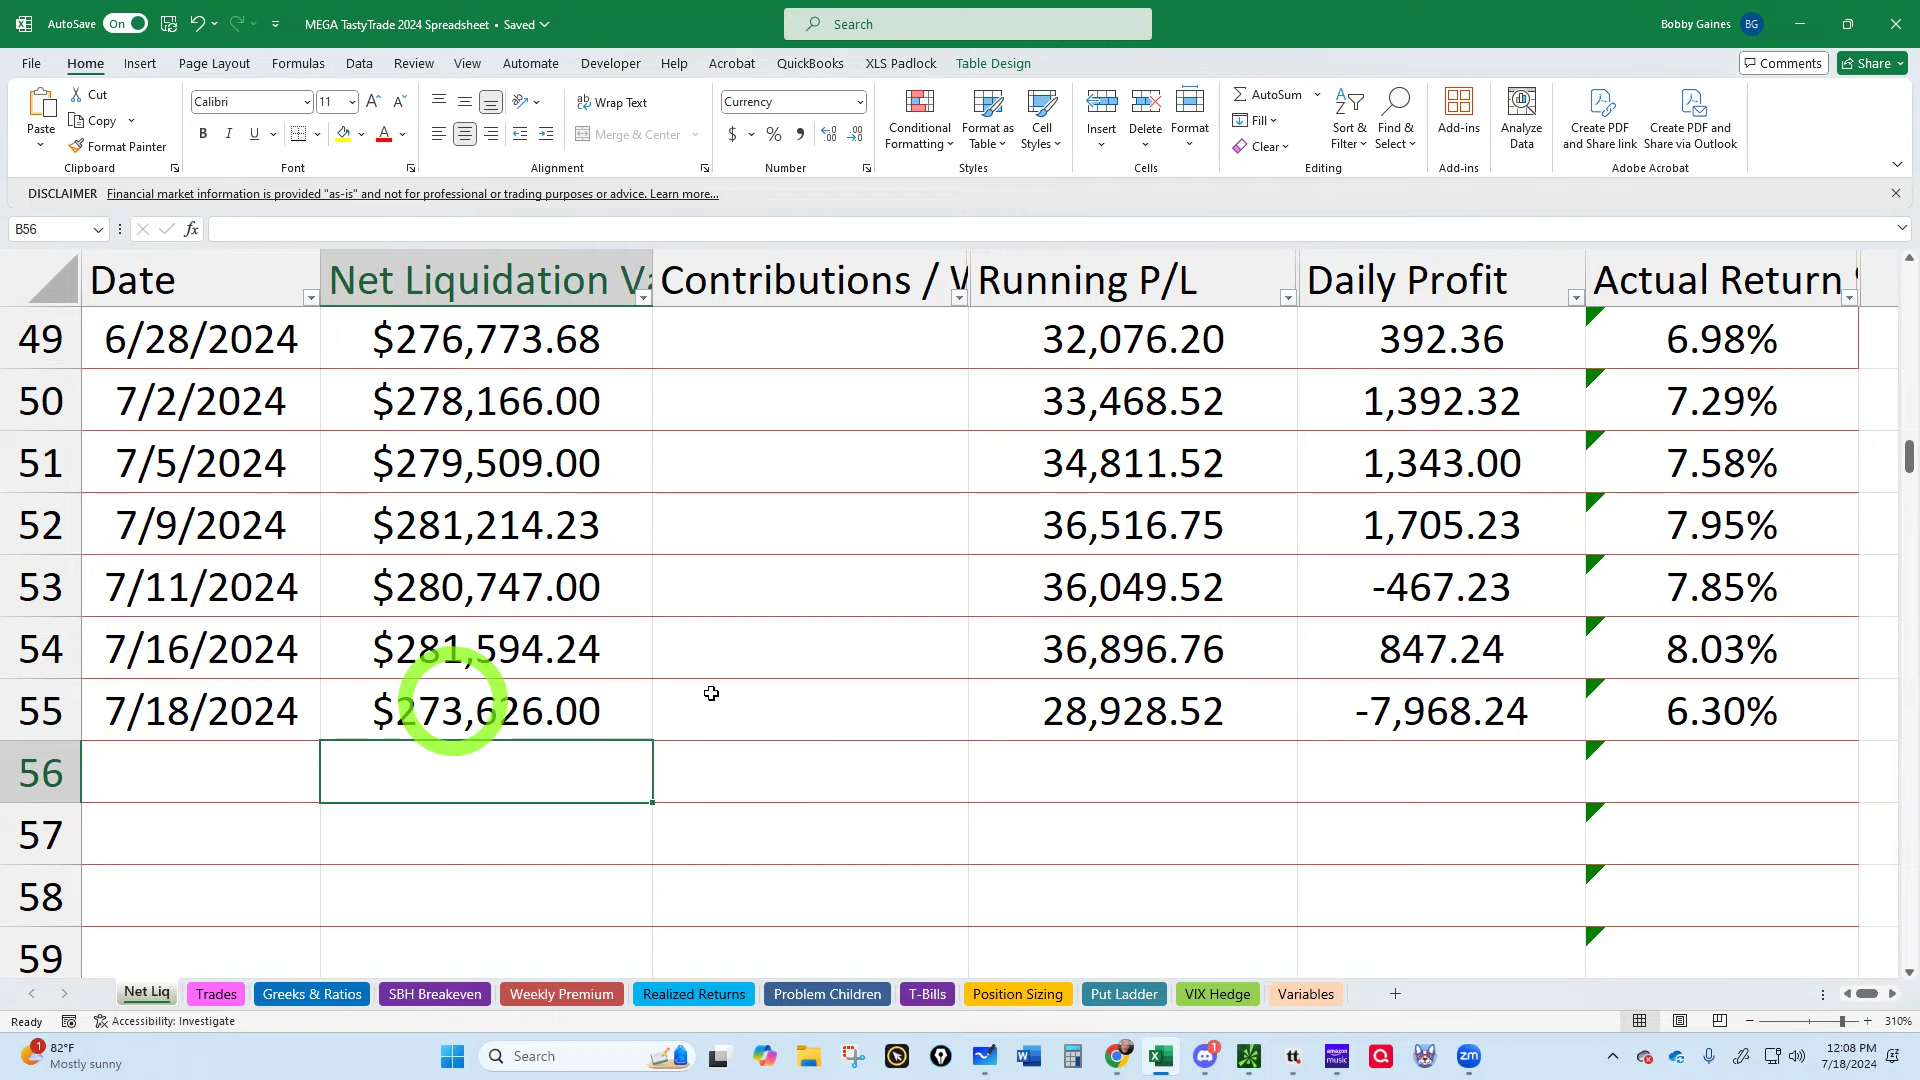 AutoSave On MEGA TastyTrade 2024 Spreadsheet • Saved Search Bobby Gaines BG
File Home Insert Page Layout Formulas Data Review View Automate Developer Help Acrobat QuickBooks XLS Padlock Table Design Comments Share
Paste Cut Copy Format Painter Clipboard
Calibri 11 A A B I U A Font
ab Wrap Text Merge & Center Alignment
Currency $ % 9 Number
Conditional Formatting Format as Table Cell Styles Styles
Insert Delete Format Cells
AutoSum Fill Clear Sort & Filter Find & Select Editing
Add-ins Add-ins
Analyze Data
Create PDF and Share link Create PDF and Share via Outlook Adobe Acrobat
DISCLAIMER Financial market information is provided "as-is" and not for professional or trading purposes or advice. Learn more...
B56 fx
Date Net Liquidation Va Contributions / W Running P/L Daily Profit Actual Return
49 6/28/2024 $276,773.68 32,076.20 392.36 6.98%
50 7/2/2024 $278,166.00 33,468.52 1,392.32 7.29%
51 7/5/2024 $279,509.00 34,811.52 1,343.00 7.58%
52 7/9/2024 $281,214.23 36,516.75 1,705.23 7.95%
53 7/11/2024 $280,747.00 36,049.52 -467.23 7.85%
54 7/16/2024 $281,594.24 36,896.76 847.24 8.03%
55 7/18/2024 $273,626.00 28,928.52 -7,968.24 6.30%
56
57
58
59
Net Liq Trades Greeks & Ratios SBH Breakeven Weekly Premium Realized Returns Problem Children T-Bills Position Sizing Put Ladder VIX Hedge Variables
Ready Accessibility: Investigate 310%
1 82°F Search 1 tt amazon music zm 12:08 PM
Mostly sunny 7/18/2024